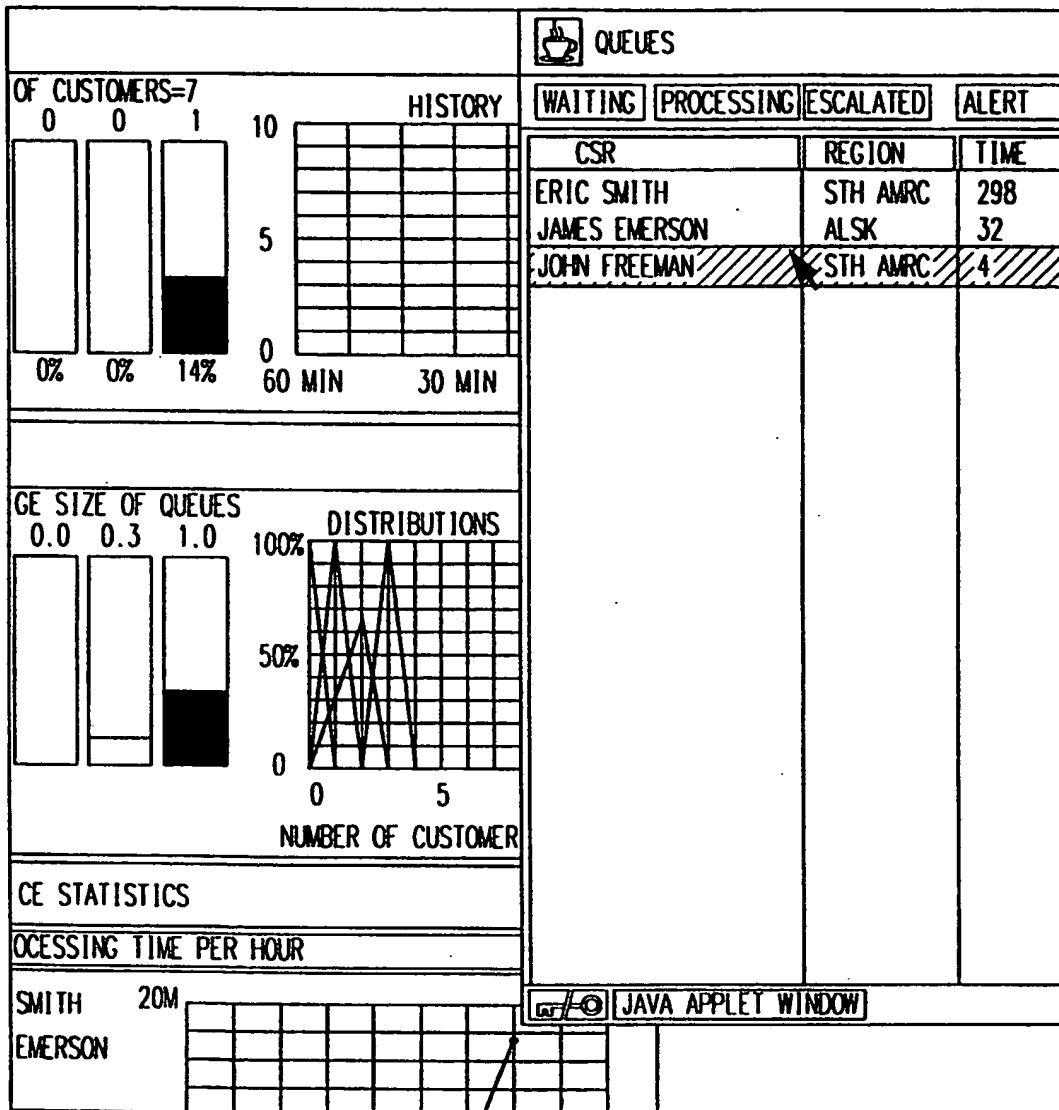 OF CUSTOMERS=7
0 0 1
0% 0% 14%
HISTORY
10
5
0
60 MIN 30 MIN
GE SIZE OF QUEUES
0.0 0.3 1.0
DISTRIBUTIONS
100%
50%
0
0 5
NUMBER OF CUSTOMER
CE STATISTICS
OCESSING TIME PER HOUR
SMITH
EMERSON
20M
QUEUES
WAITING PROCESSING ESCALATED ALERT
CSR REGION TIME
ERIC SMITH STH AMRC 298
JAMES EMERSON ALSK 32
JOHN FREEMAN STH AMRC 4
JAVA APPLET WINDOW